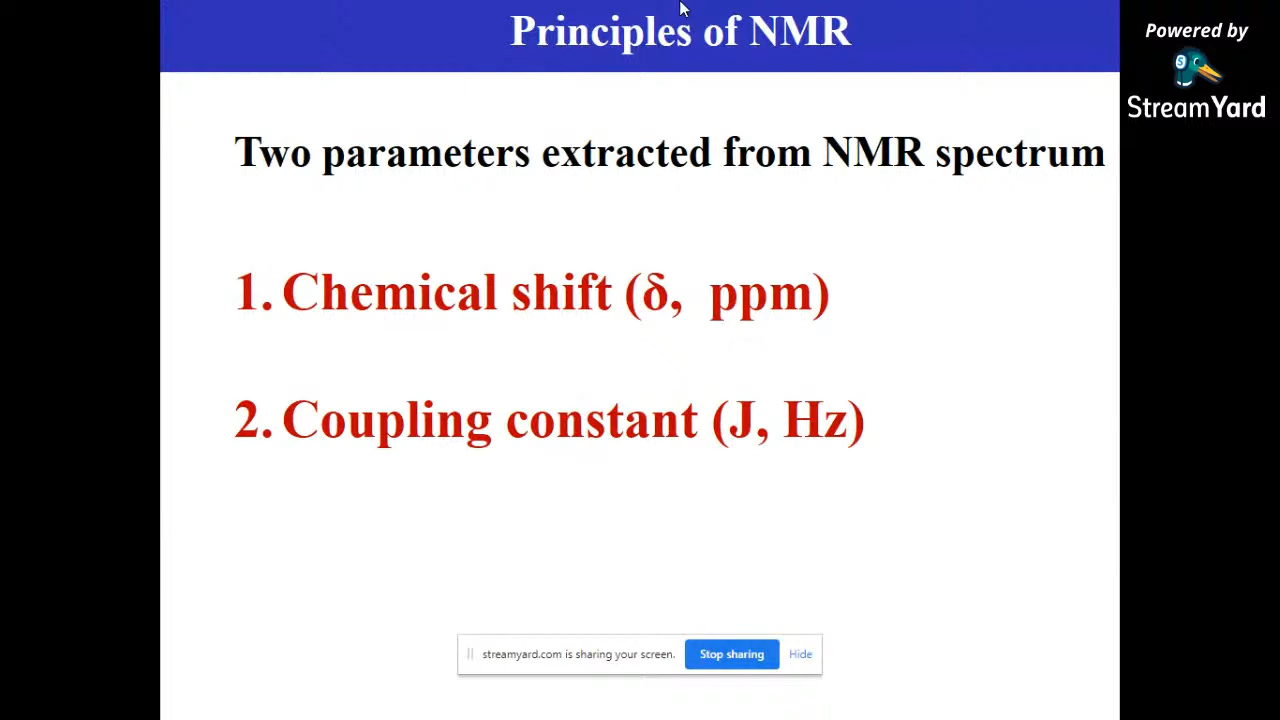 Principles of NMR
Powered by
StreamYard
Two parameters extracted from NMR spectrum
1. Chemical shift (δ, ppm)
2. Coupling constant (J, Hz)
streamyard.com is sharing your screen. Stop sharing Hide